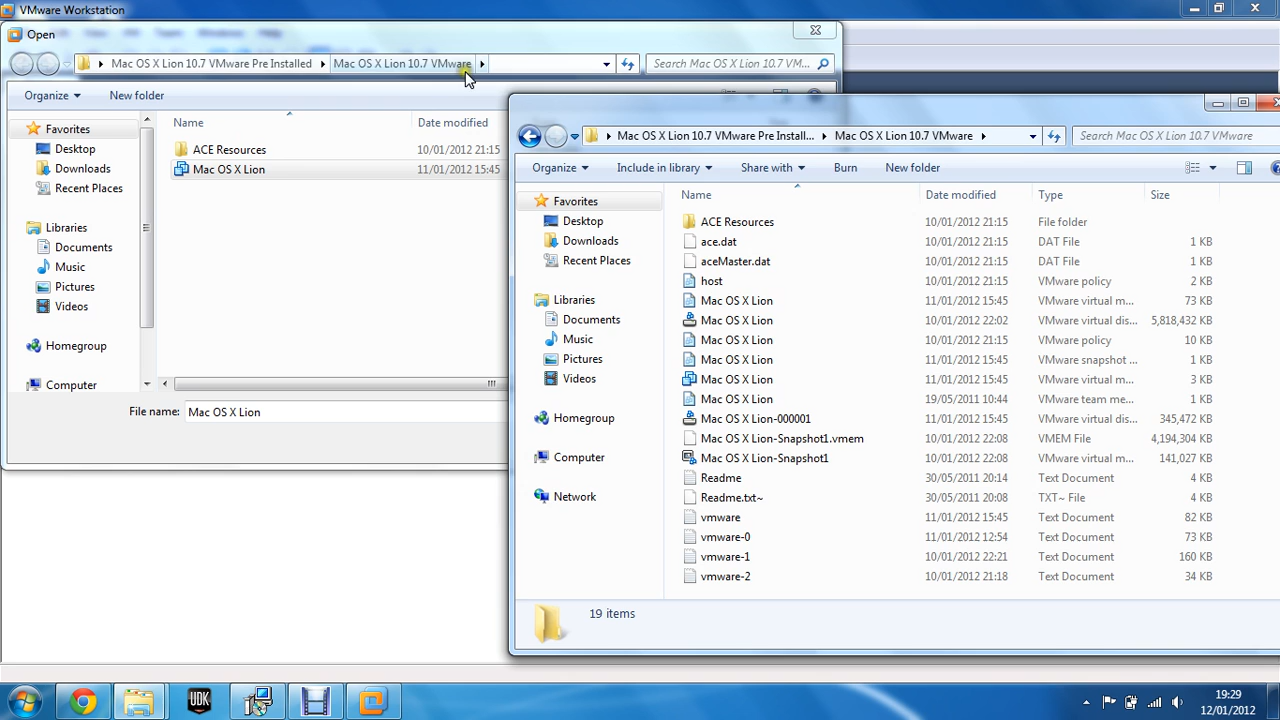 VMware Workstation
Open
Mac OS X Lion 10.7 VMware Pre Installed
Mac OS X Lion 10.7 VMware
Search Mac OS X Lion 10.7 VM...
Organize
New folder
Name
Date modified
Favorites
Desktop
Downloads
Recent Places
Libraries
Documents
Music
Pictures
Videos
Homegroup
Computer
ACE Resources
10/01/2012 21:15
Mac OS X Lion
11/01/2012 15:45
File name:
Mac OS X Lion
Mac OS X Lion 10.7 VMware Pre Install...
Mac OS X Lion 10.7 VMware
Search Mac OS X Lion 10.7 VMware
Organize
Include in library
Share with
Burn
New folder
Favorites
Desktop
Downloads
Recent Places
Libraries
Documents
Music
Pictures
Videos
Homegroup
Computer
Network
Name Date modified Type Size
ACE Resources 10/01/2012 21:15 File folder
ace.dat 10/01/2012 21:15 DAT File 1 KB
aceMaster.dat 10/01/2012 21:15 DAT File 1 KB
host 10/01/2012 21:15 VMware policy 2 KB
Mac OS X Lion 11/01/2012 15:45 VMware virtual m... 73 KB
Mac OS X Lion 10/01/2012 22:02 VMware virtual dis... 5,818,432 KB
Mac OS X Lion 10/01/2012 21:15 VMware policy 10 KB
Mac OS X Lion 11/01/2012 15:45 VMware snapshot ... 1 KB
Mac OS X Lion 11/01/2012 15:45 VMware virtual m... 3 KB
Mac OS X Lion 19/05/2011 10:44 VMware team me... 1 KB
Mac OS X Lion-000001 11/01/2012 15:45 VMware virtual dis... 345,472 KB
Mac OS X Lion-Snapshot1.vmem 10/01/2012 22:08 VMEM File 4,194,304 KB
Mac OS X Lion-Snapshot1 10/01/2012 22:08 VMware virtual m... 141,027 KB
Readme 30/05/2011 20:14 Text Document 4 KB
Readme.txt~ 30/05/2011 20:08 TXT~ File 4 KB
vmware 11/01/2012 15:45 Text Document 82 KB
vmware-0 11/01/2012 12:54 Text Document 73 KB
vmware-1 10/01/2012 22:21 Text Document 160 KB
vmware-2 10/01/2012 21:18 Text Document 34 KB
19 items
UDK
19:29
12/01/2012